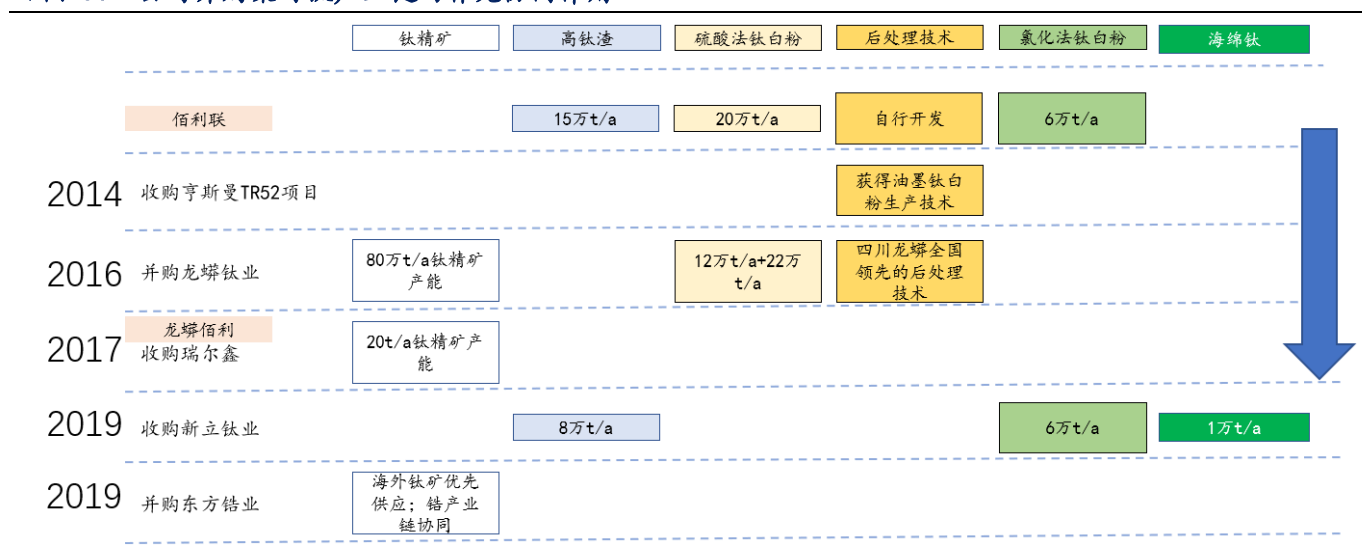 钛精矿 高钛渣 硫酸法钛白粉 后处理技术 氯化法钛白粉 海绵钛
佰利联 15万t/a 20万t/a 自行开发 6万t/a
2014 收购亨斯曼TR52项目
获得油墨钛白
粉生产技术
2016 并购龙蟒钛业
80万t/a钛精矿
产能
12万t/a+22万
t/a
四川龙蟒全国
领先的后处理
技术
龙蟒佰利
2017 收购瑞尔鑫
20t/a钛精矿产
能
2019 收购新立钛业 8万t/a 6万t/a 1万t/a
2019 并购东方锆业
海外钛矿优先
供应；锆产业
链协同